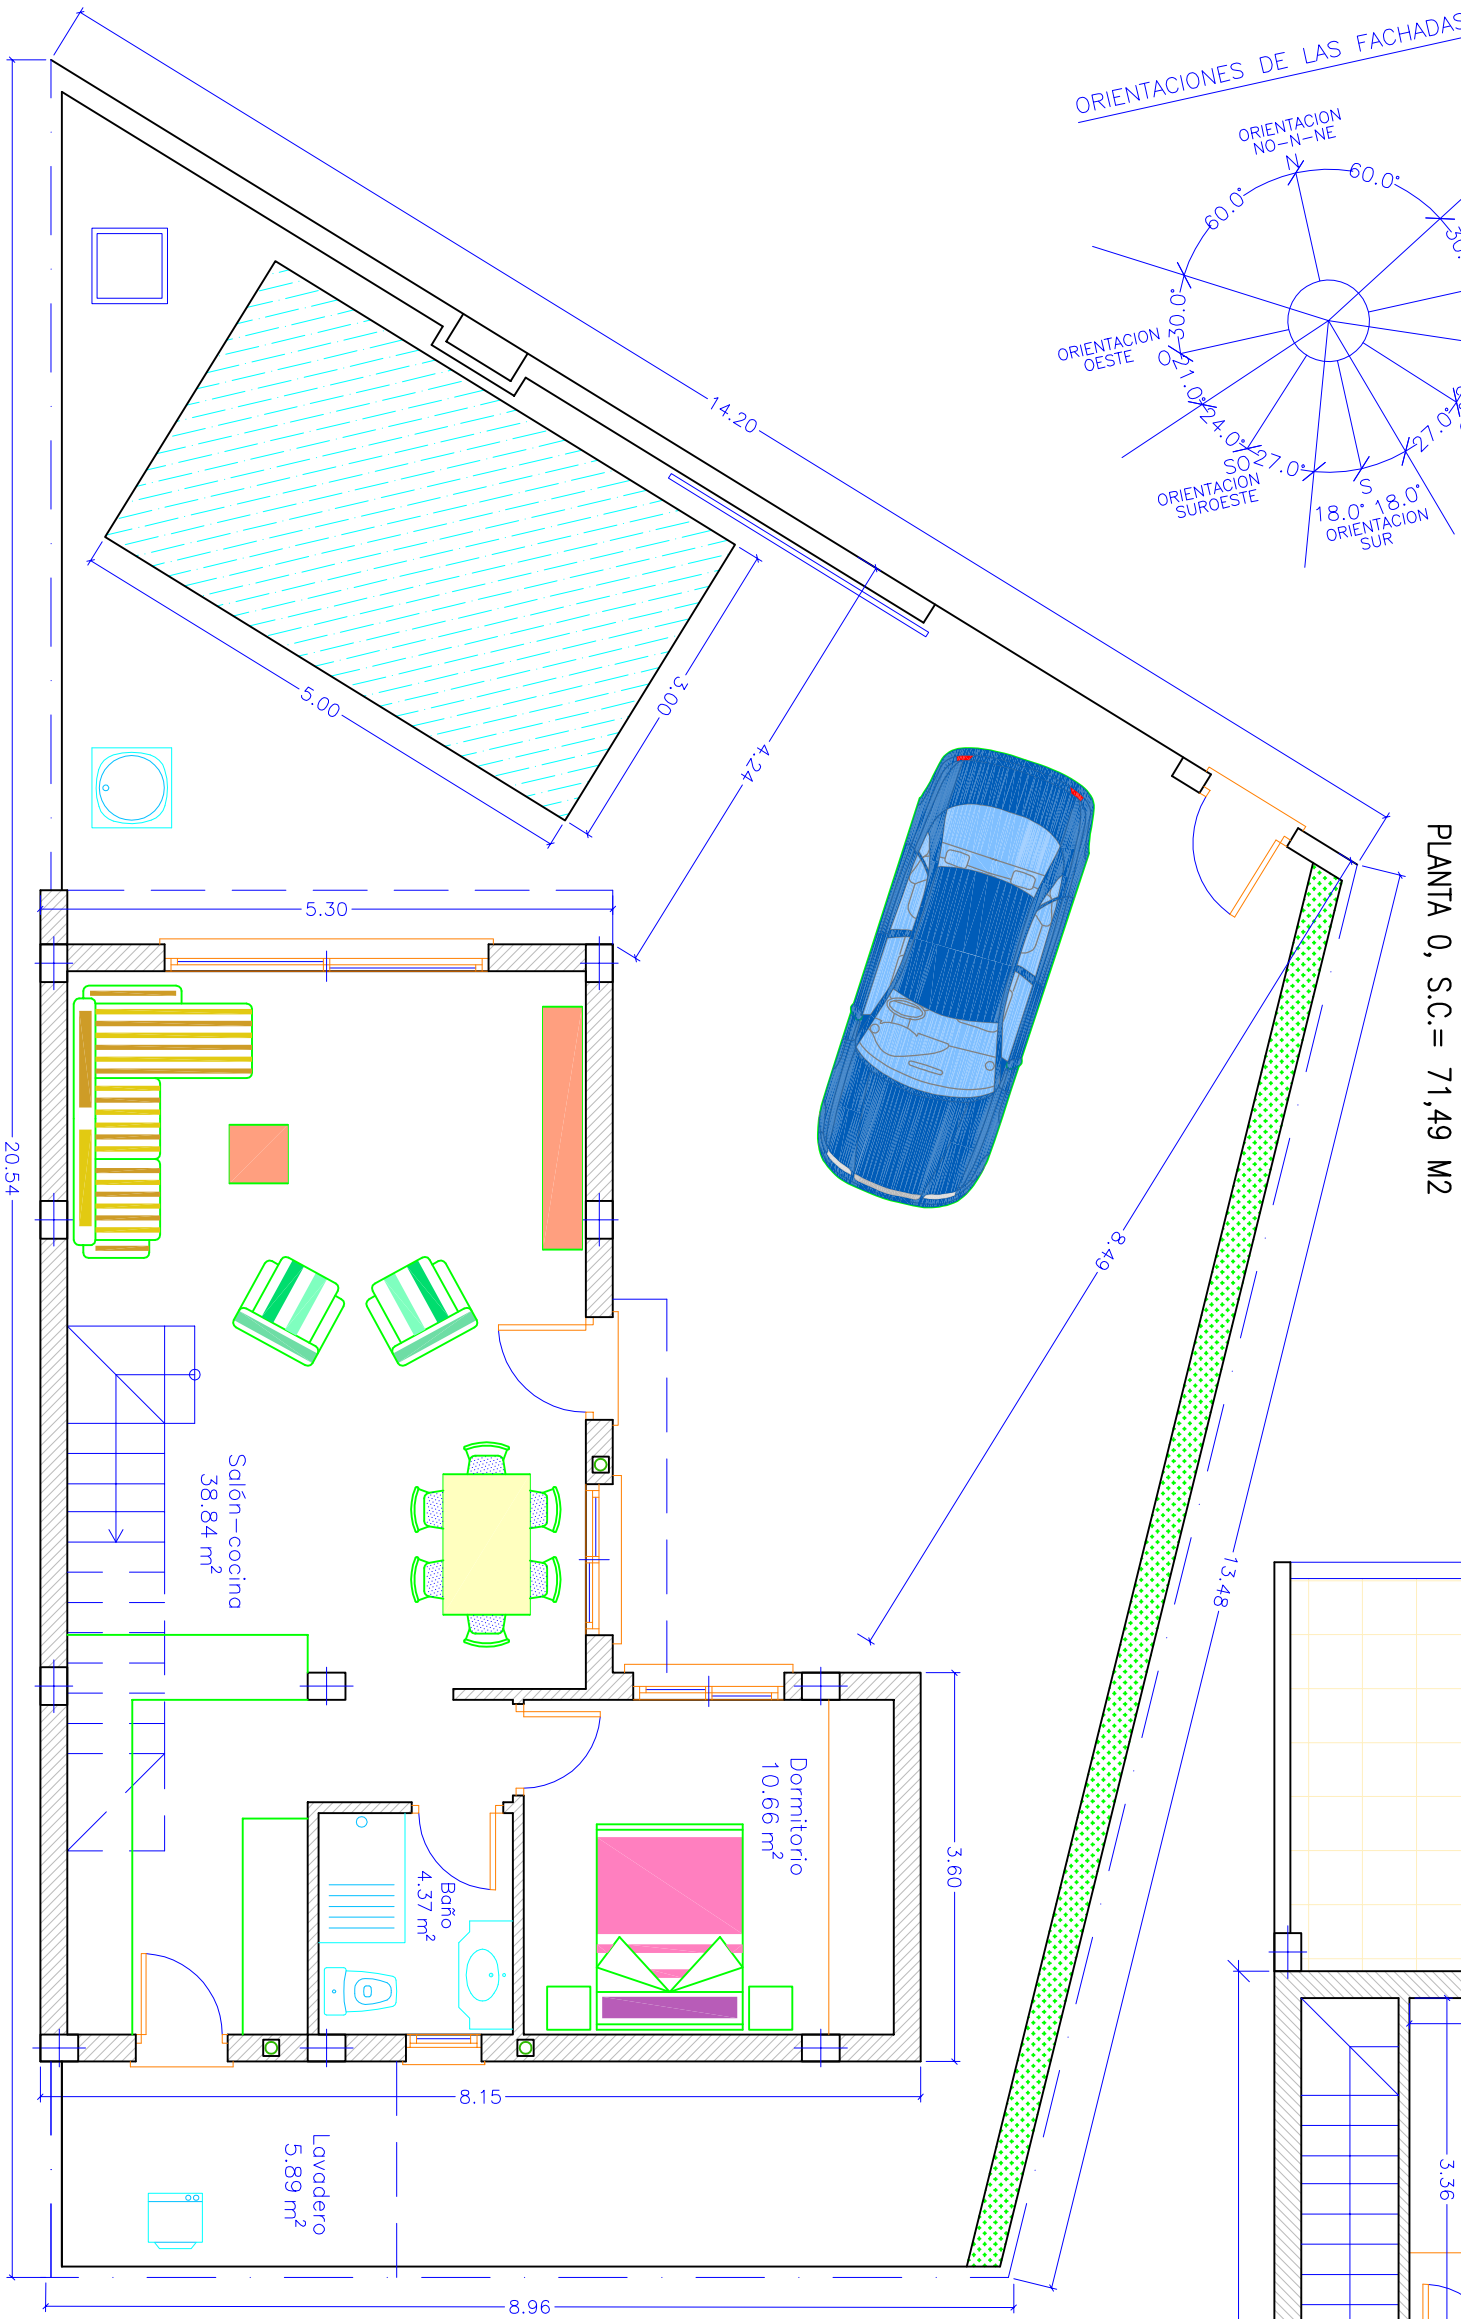 ORIENTACIONES DE LAS FACHADAS
ORIENTACION
NO-N-NE
N
60.0°
60.0°
30.0°
ORIENTACION
OESTE
O
21.0°
24.0°
SO
27.0°
ORIENTACION
SUROESTE
S
27.0°
18.0° 18.0°
ORIENTACION
SUR
PLANTA 0, S.C.= 71,49 M2
14.20
5.00
3.00
4.24
5.30
20.54
8.49
13.48
Salón-cocina
38.84 m²
Dormitorio
10.66 m²
Baño
4.37 m²
3.60
8.15
Lavadero
5.89 m²
8.96
3.36